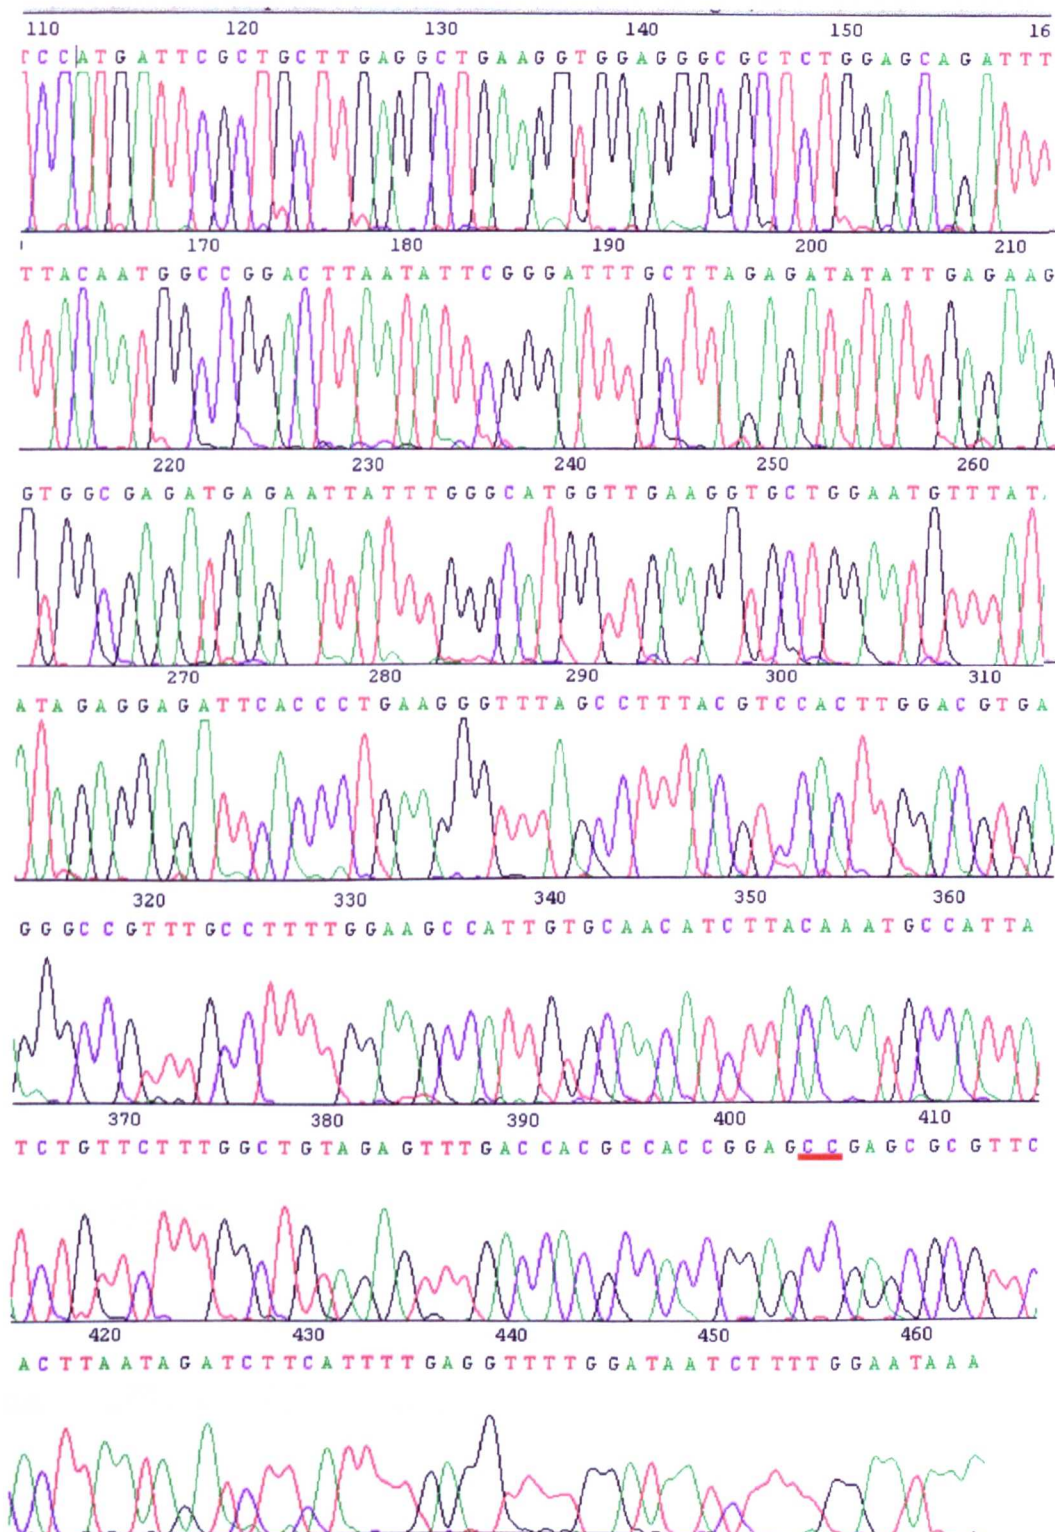 110 120 130 140 150 16
TCCATGATTCGCTGCTTGAGGCTGAAGGTGGAGGGCGCTCTGGAGCAGATTT
170 180 190 200 210
TTACAATGGCCGGACTTAATATTCGGGATTTGCTTAGAGATATATTGAGAAG
220 230 240 250 260
GTGGCGAGATGAGAATTATTTGGGCATGGTTGAAGGTGCTGGAATGTTTAT
270 280 290 300 310
ATAGAGGAGATTCACCCTGAAGGGTTTAGCCTTTACGTCCACTTGGACGTGA
320 330 340 350 360
GGGCCGTTTGCCTTTTGGAAGCCATTGTGCAACATCTTACAAATGCCATTA
370 380 390 400 410
TCTGTTCTTTGGCTGTAGAGTTTGACCACGCCACCGGAGCCGAGCGCGTTC
420 430 440 450 460
ACTTAATAGATCTTCATTTTGAGGTTTTGGATAATCTTTTGGAATAAA